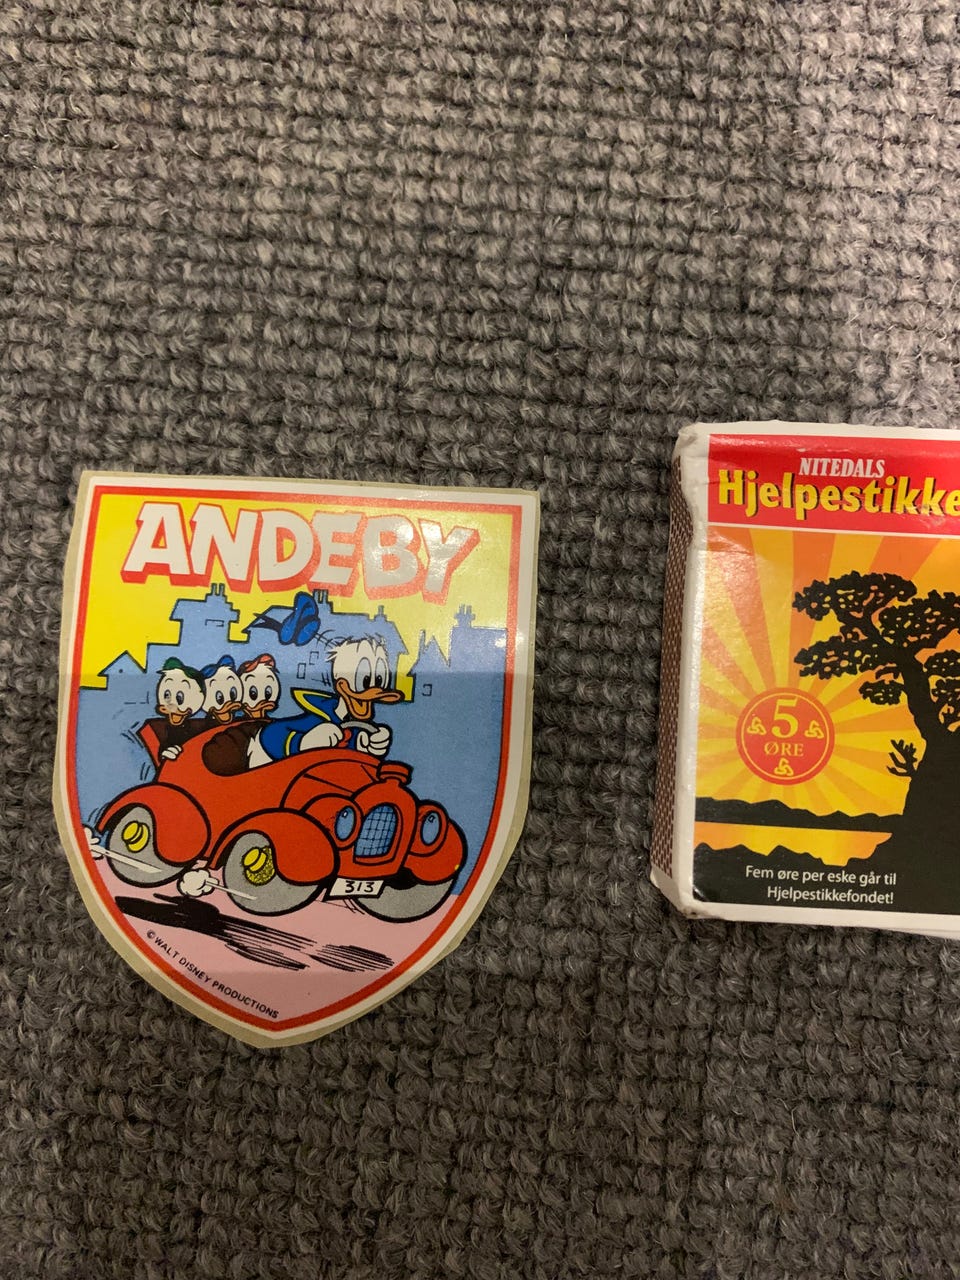 ANDEBY
313
© WALT DISNEY PRODUCTIONS
NITEDALS
Hjelpestikke
5
ØRE
Fem øre per eske går til
Hjelpestikkefondet!